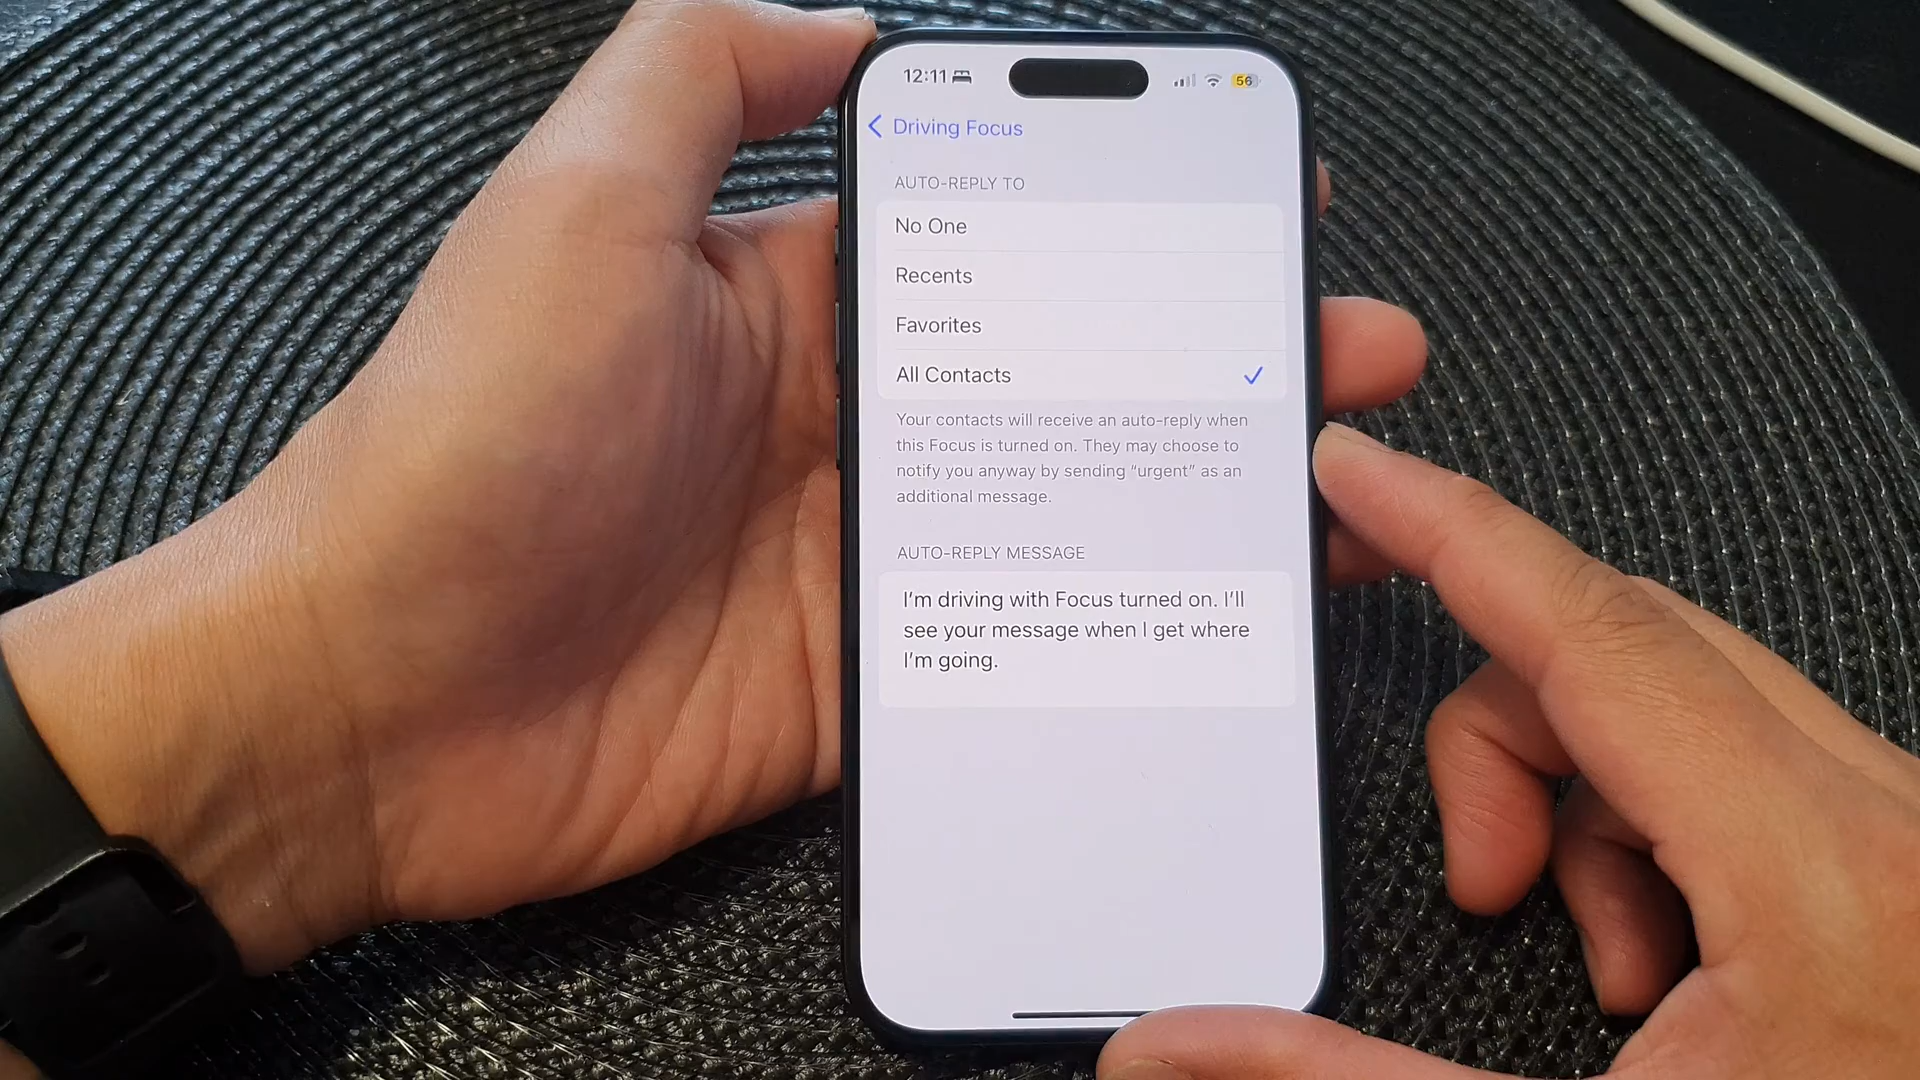 12:11
56
Driving Focus
AUTO-REPLY TO
No One
Recents
Favorites
All Contacts
Your contacts will receive an auto-reply when
this Focus is turned on. They may choose to
notify you anyway by sending “urgent” as an
additional message.
AUTO-REPLY MESSAGE
I’m driving with Focus turned on. I’ll
see your message when I get where
I’m going.